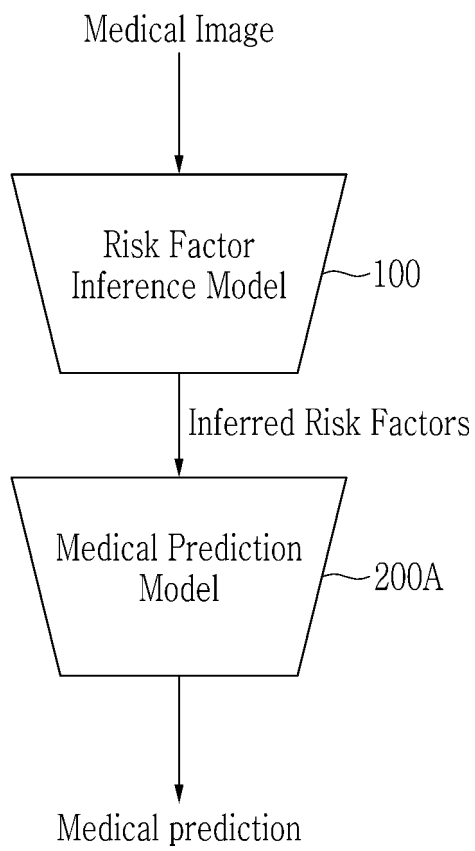 Medical Image
Risk Factor
Inference Model
100
Inferred Risk Factors
Medical Prediction
Model
200A
Medical prediction